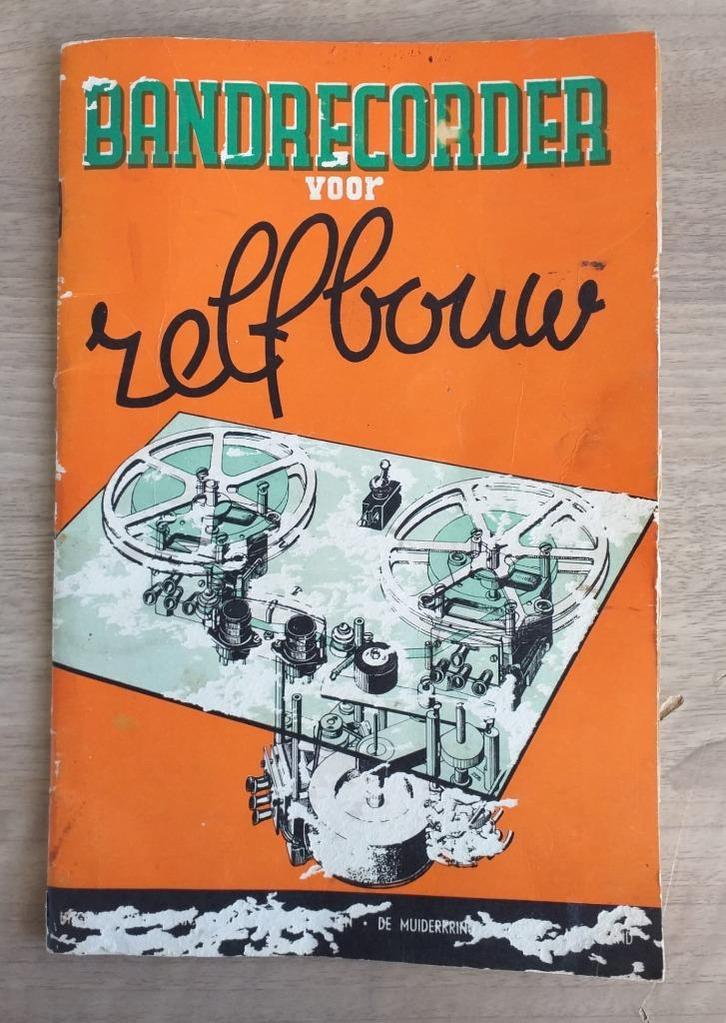 BANDRECORDER
voor
zelfbouw
• DE MUIDERKRING